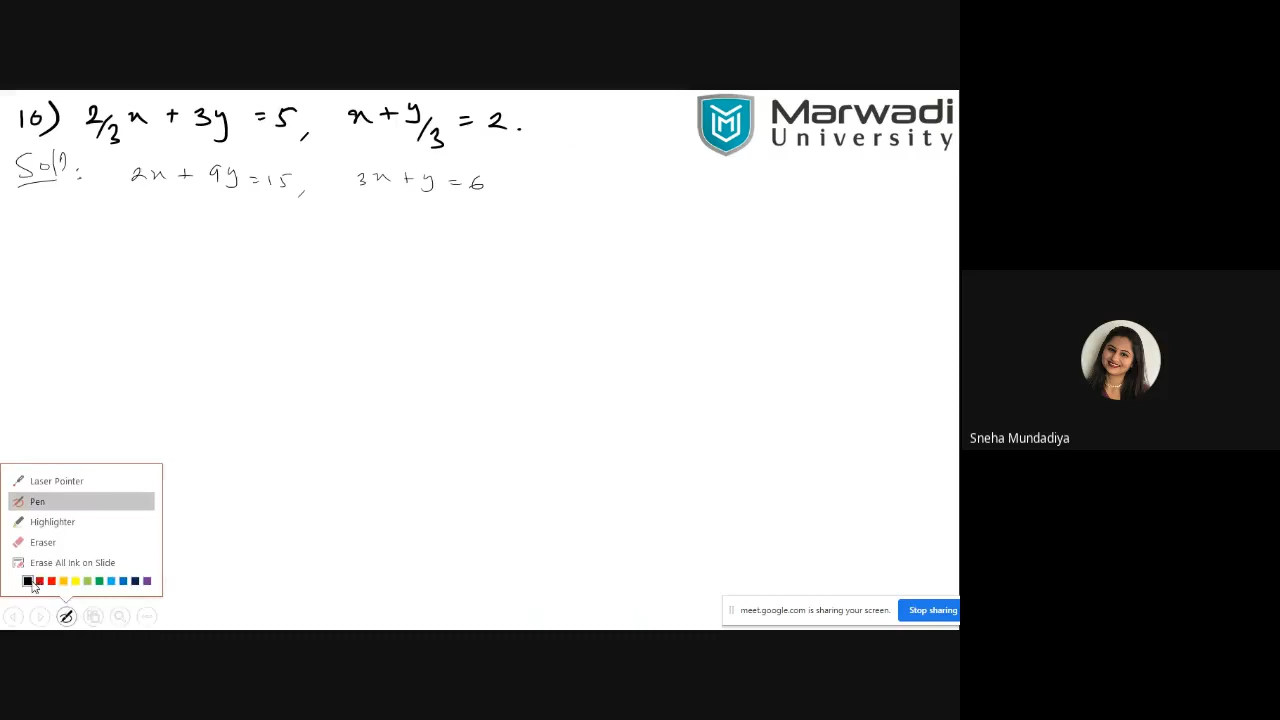 10) 2/3 x + 3y = 5, x + y/3 = 2.
Marwadi
University
Soln: 2x + 9y = 15, 3x + y = 6
Sneha Mundadiya
Laser Pointer
Pen
Highlighter
Eraser
Erase All Ink on Slide
meet.google.com is sharing your screen.
Stop sharing